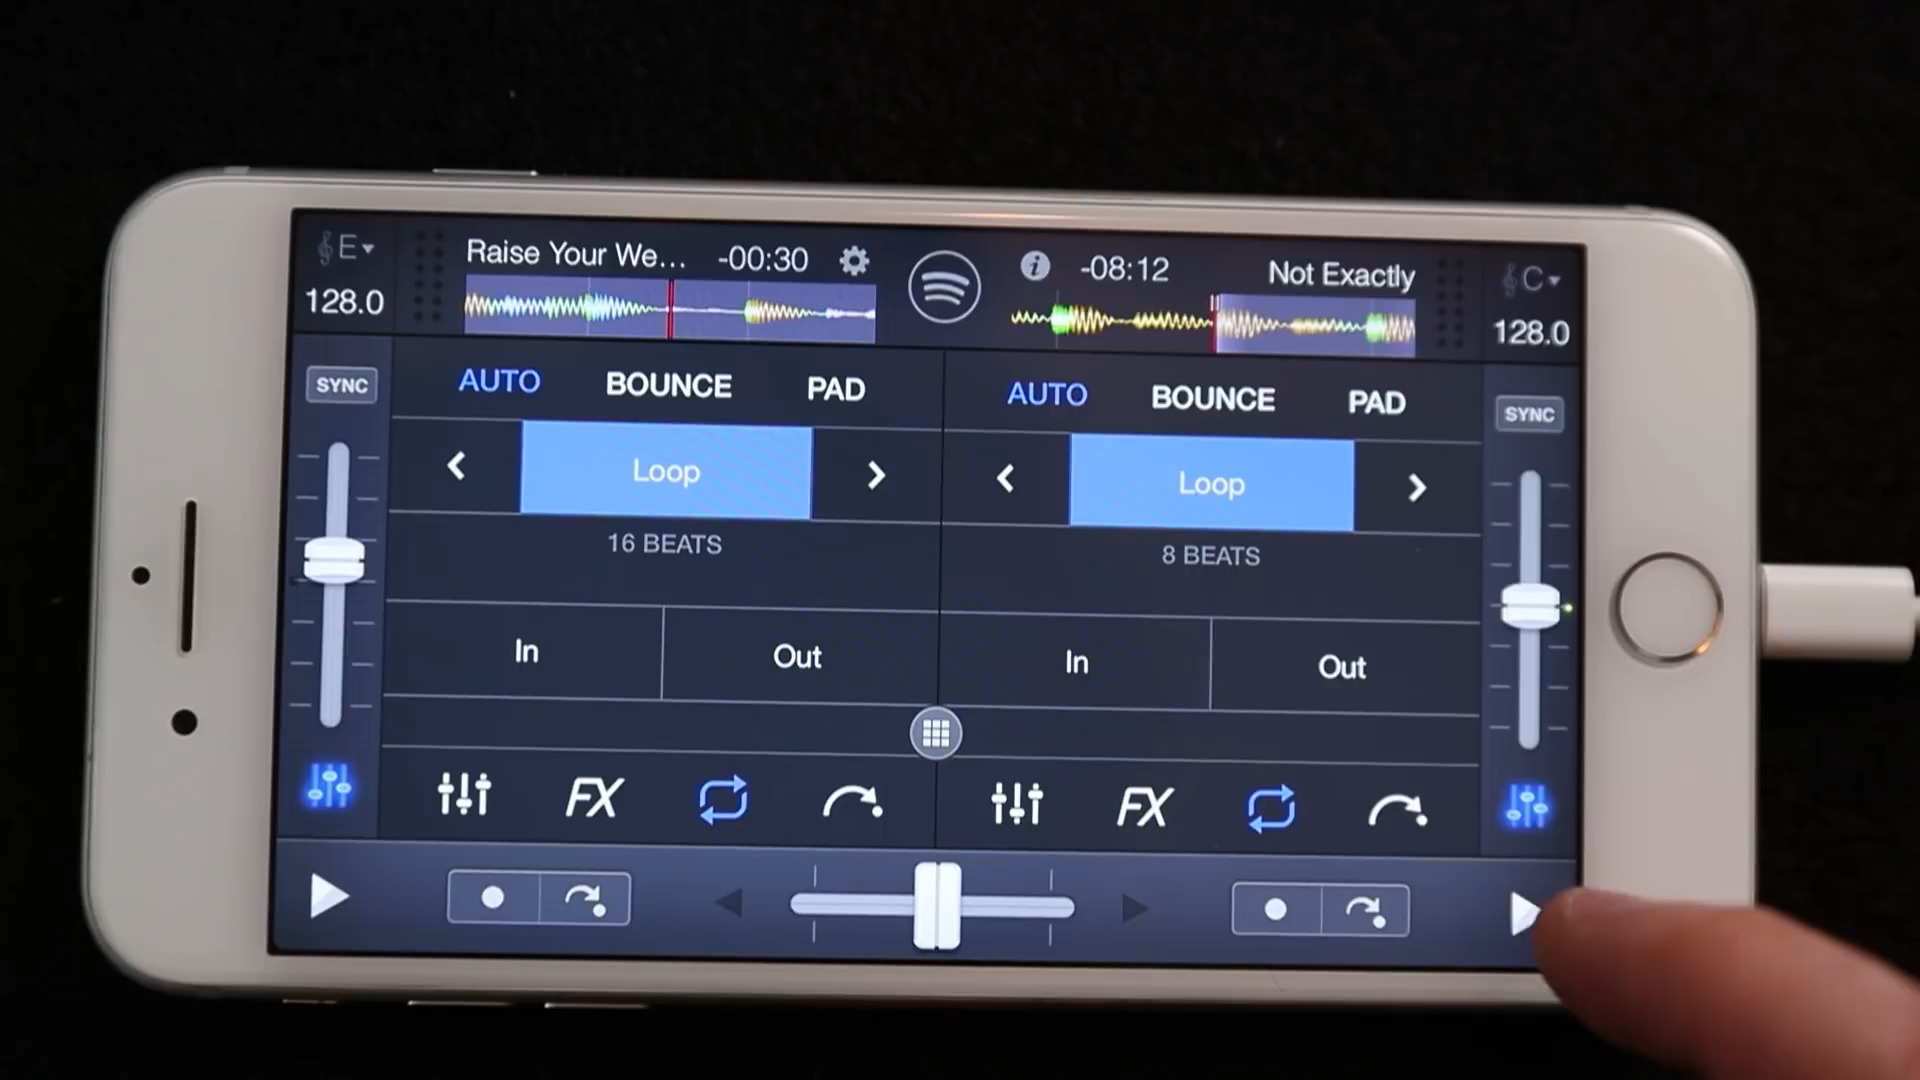 E
Raise Your We...
-00:30
-08:12
Not Exactly
C
128.0
128.0
SYNC
AUTO
BOUNCE
PAD
AUTO
BOUNCE
PAD
SYNC
Loop
Loop
16 BEATS
8 BEATS
In
Out
In
Out
FX
FX